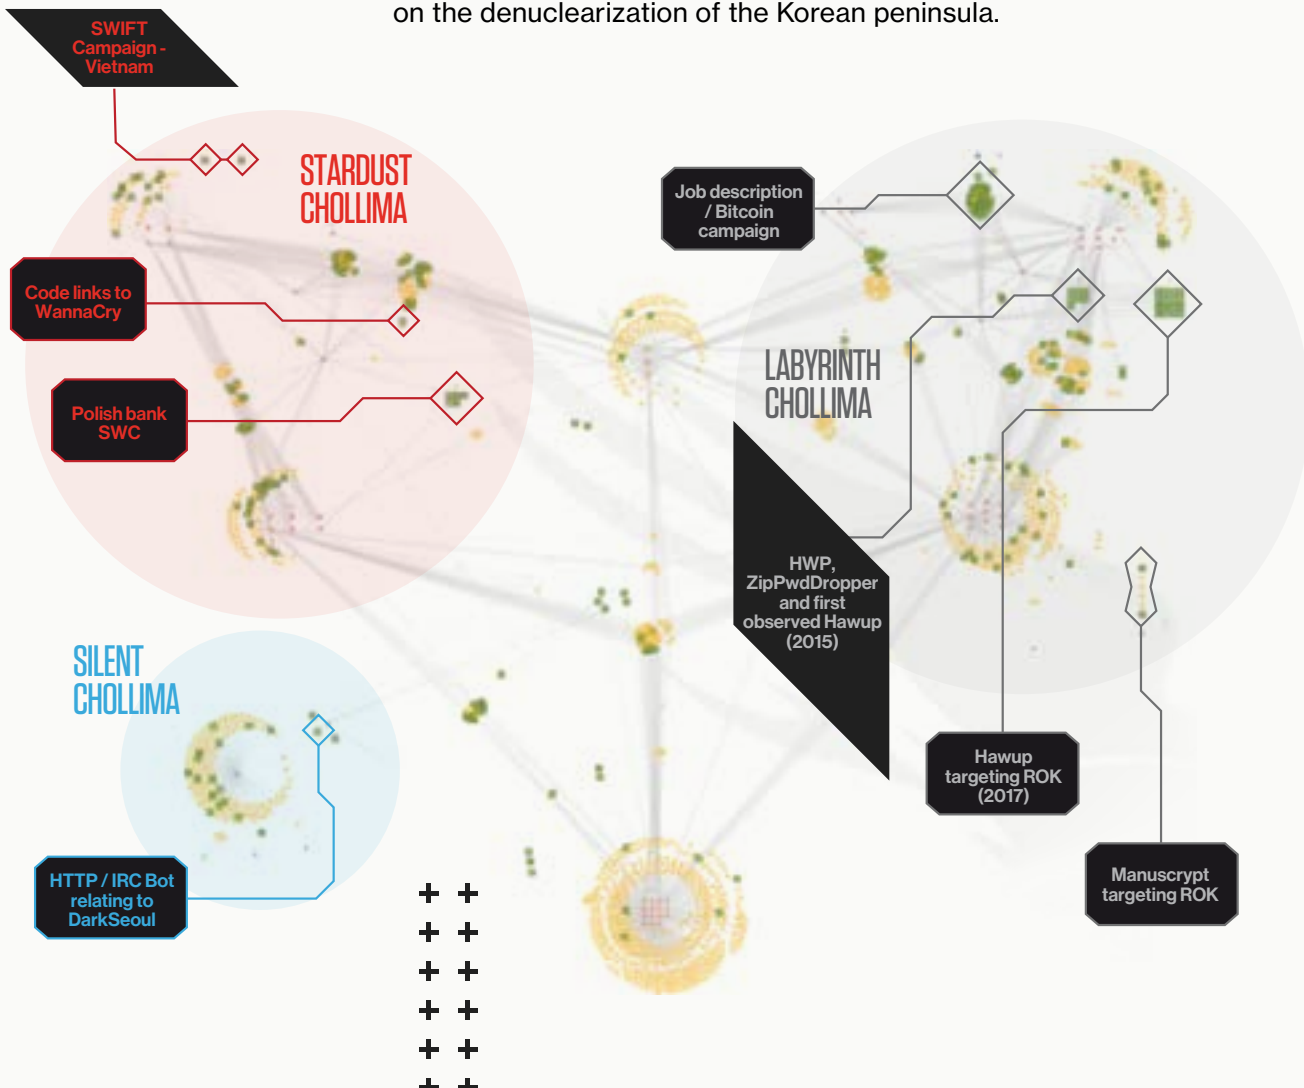 on the denuclearization of the Korean peninsula.
SWIFT
Campaign -
Vietnam
STARDUST
CHOLLIMA
Code links to
WannaCry
Polish bank
SWC
Job description
/ Bitcoin
campaign
LABYRINTH
CHOLLIMA
HWP,
ZipPwdDropper
and first
observed Hawup
(2015)
SILENT
CHOLLIMA
HTTP / IRC Bot
relating to
DarkSeoul
Hawup
targeting ROK
(2017)
Manuscrypt
targeting ROK